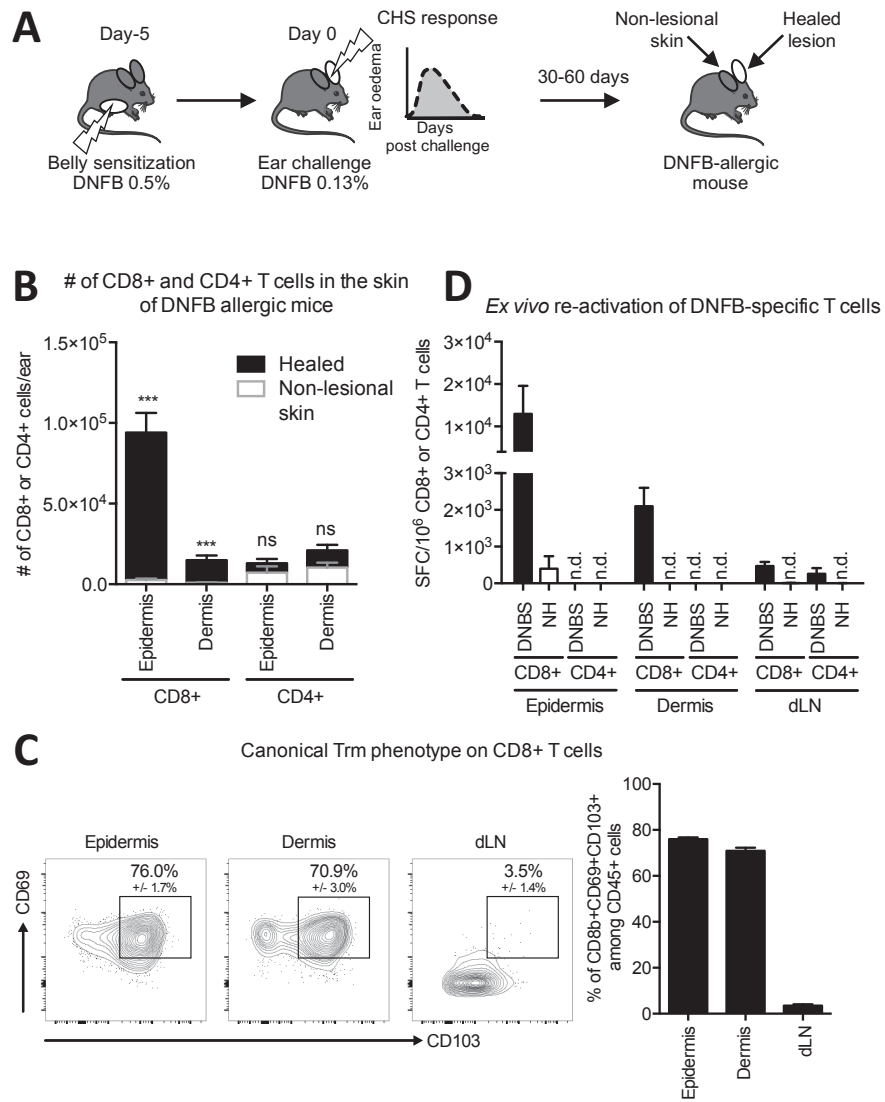 A
Day-5
Belly sensitization
DNFB 0.5%
Day 0
Ear challenge
DNFB 0.13%
CHS response
Ear oedema
Days
post challenge
30-60 days
Non-lesional
skin
Healed
lesion
DNFB-allergic
mouse
B
# of CD8+ and CD4+ T cells in the skin
of DNFB allergic mice
# of CD8+ or CD4+ cells/ear
1.5×10⁵
1.0×10⁵
5.0×10⁴
0.0
Healed
Non-lesional
skin
***
***
ns
ns
Epidermis
Dermis
Epidermis
Dermis
CD8+
CD4+
D
Ex vivo re-activation of DNFB-specific T cells
SFC/10⁶ CD8+ or CD4+ T cells
3×10⁴
2×10⁴
1×10⁴
3×10³
2×10³
1×10³
0
n.d.
n.d.
n.d.
n.d.
n.d.
n.d.
n.d.
DNBS
NH
DNBS
NH
DNBS
NH
DNBS
NH
DNBS
NH
DNBS
NH
CD8+
CD4+
CD8+
CD4+
CD8+
CD4+
Epidermis
Dermis
dLN
C
Canonical Trm phenotype on CD8+ T cells
Epidermis
76.0%
+/- 1.7%
Dermis
70.9%
+/- 3.0%
dLN
3.5%
+/- 1.4%
CD69
CD103
% of CD8b+CD69+CD103+
among CD45+ cells
100
80
60
40
20
0
Epidermis
Dermis
dLN